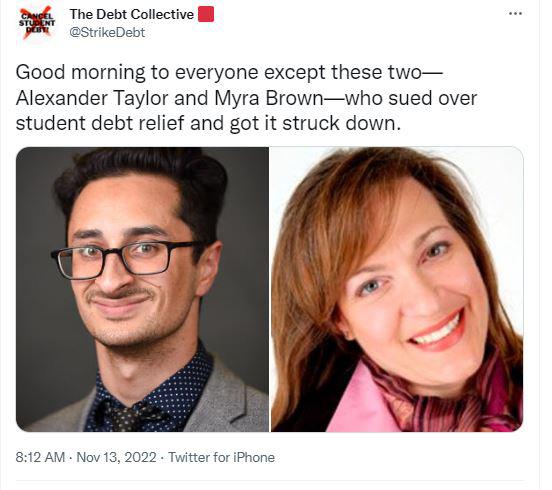 CANCEL
STUDENT
DEBT!
The Debt Collective 🟥
@StrikeDebt
Good morning to everyone except these two—
Alexander Taylor and Myra Brown—who sued over
student debt relief and got it struck down.
8:12 AM · Nov 13, 2022 · Twitter for iPhone